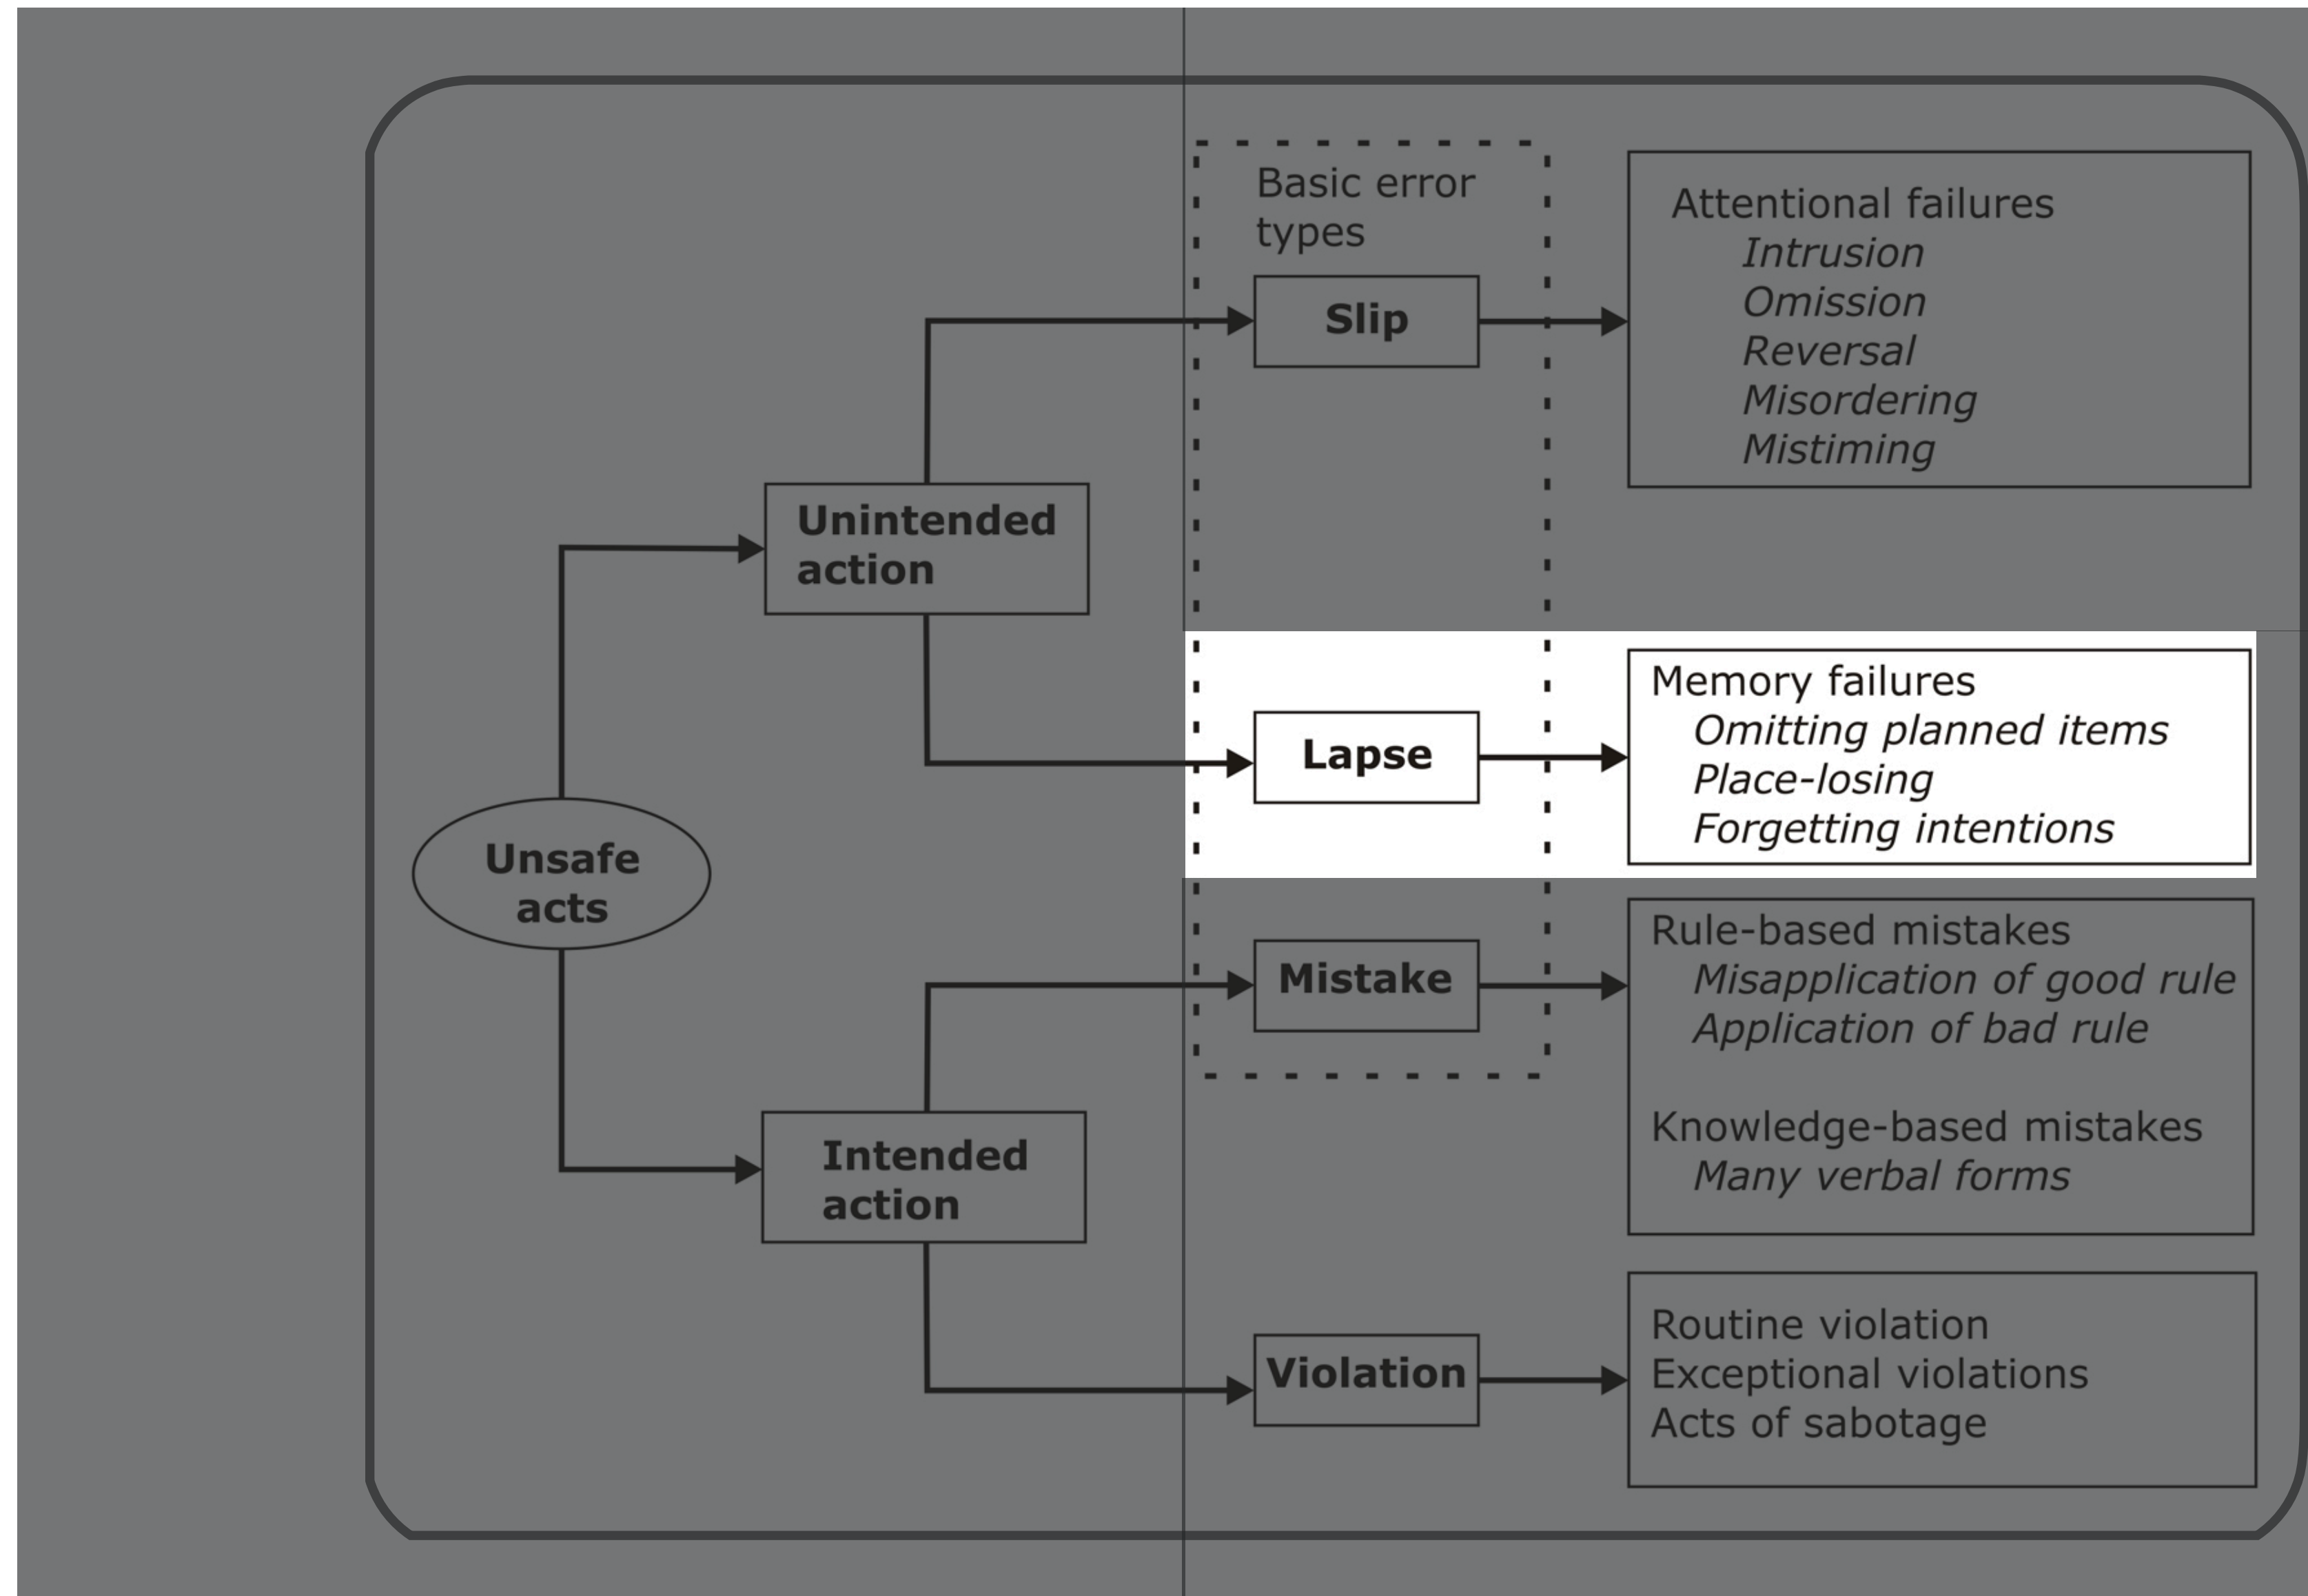 Basic error
types
Slip
Attentional failures
Intrusion
Omission
Reversal
Misordering
Mistiming
Unintended
action
Lapse
Memory failures
Omitting planned items
Place-losing
Forgetting intentions
Unsafe
acts
Mistake
Rule-based mistakes
Misapplication of good rule
Application of bad rule
Knowledge-based mistakes
Many verbal forms
Intended
action
Violation
Routine violation
Exceptional violations
Acts of sabotage